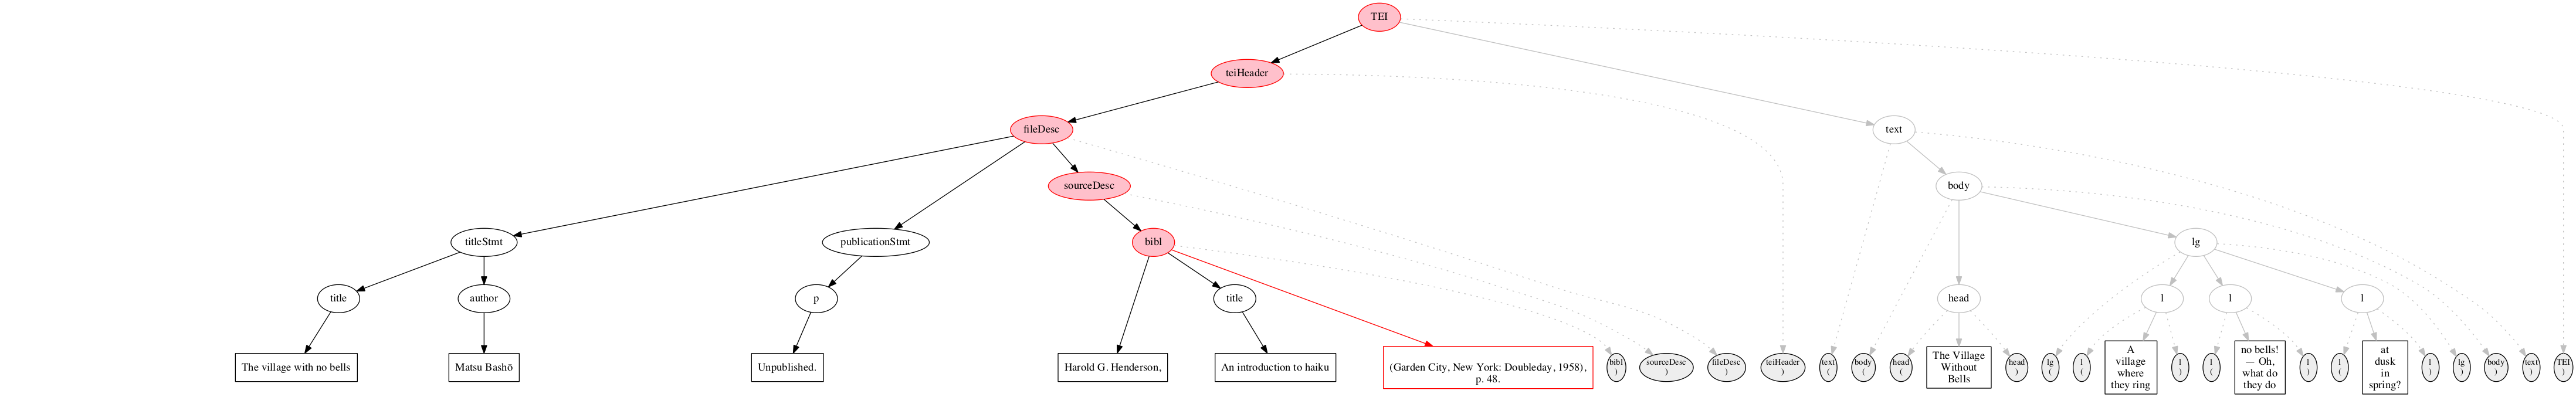 TEI
teiHeader
fileDesc
text
sourceDesc
body
titleStmt
publicationStmt
bibl
lg
title
author
p
title
head
l
l
l
The village with no bells
Matsu Bashō
Unpublished.
Harold G. Henderson,
An introduction to haiku
(Garden City, New York: Doubleday, 1958),
p. 48.
bibl
)
sourceDesc
)
fileDesc
)
teiHeader
)
text
(
body
(
head
(
The Village
Without
Bells
head
)
lg
(
l
(
A
village
where
they ring
l
)
l
(
no bells!
— Oh,
what do
they do
l
)
l
(
at
dusk
in
spring?
l
)
lg
)
body
)
text
)
TEI
)